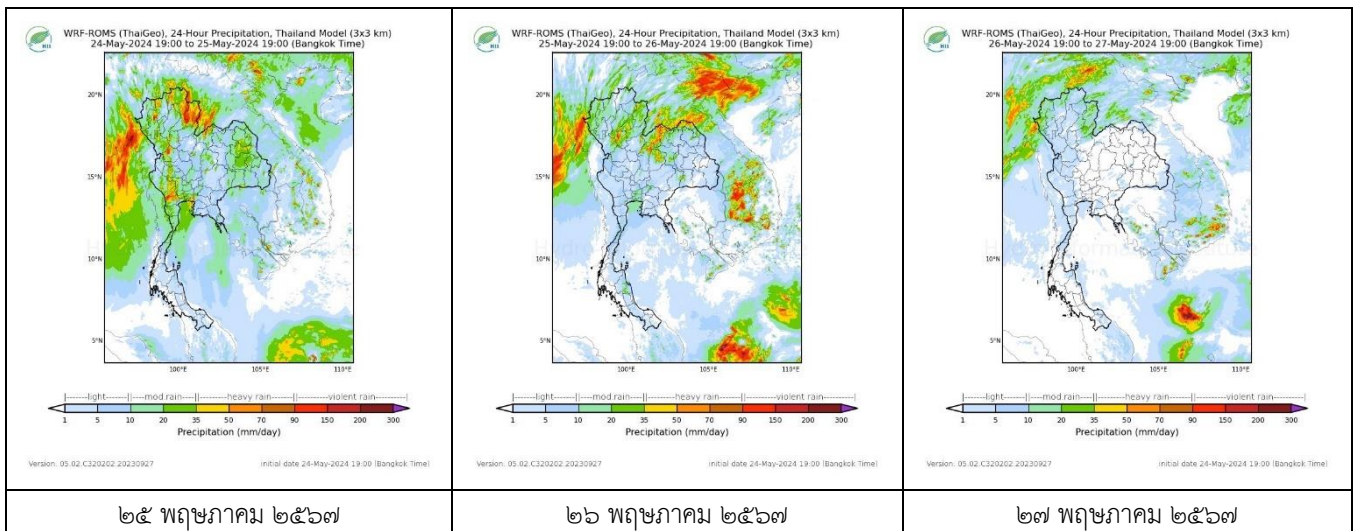 WRF-ROMS (ThaiGeo), 24-Hour Precipitation, Thailand Model (3x3 km)
24-May-2024 19:00 to 25-May-2024 19:00 (Bangkok Time)
20°N
15°N
10°N
5°N
100°E 105°E 110°E
|-------light------||---mod rain-----||-------heavy rain------||------violent rain-----|
1 5 10 20 35 50 70 90 150 200 300
Precipitation (mm/day)
Version: 05.02.C320202.20230927 initial date 24-May-2024 19:00 (Bangkok Time)
๒๕ พฤษภาคม ๒๕๖๗
WRF-ROMS (ThaiGeo), 24-Hour Precipitation, Thailand Model (3x3 km)
25-May-2024 19:00 to 26-May-2024 19:00 (Bangkok Time)
20°N
15°N
10°N
5°N
100°E 105°E 110°E
|-------light------||---mod rain-----||-------heavy rain------||------violent rain-----|
1 5 10 20 35 50 70 90 150 200 300
Precipitation (mm/day)
Version: 05.02.C320202.20230927 initial date 24-May-2024 19:00 (Bangkok Time)
๒๖ พฤษภาคม ๒๕๖๗
WRF-ROMS (ThaiGeo), 24-Hour Precipitation, Thailand Model (3x3 km)
26-May-2024 19:00 to 27-May-2024 19:00 (Bangkok Time)
20°N
15°N
10°N
5°N
100°E 105°E 110°E
|-------light------||---mod rain-----||-------heavy rain------||------violent rain-----|
1 5 10 20 35 50 70 90 150 200 300
Precipitation (mm/day)
Version: 05.02.C320202.20230927 initial date 24-May-2024 19:00 (Bangkok Time)
๒๗ พฤษภาคม ๒๕๖๗